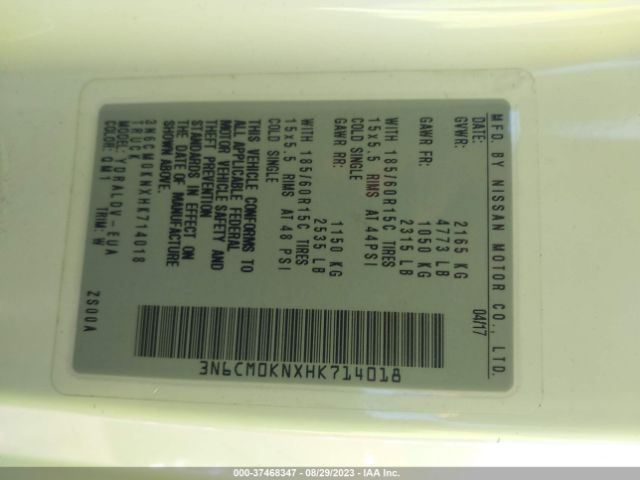 MFD. BY NISSAN MOTOR CO., LTD.
DATE: 04/17
GVWR: 2165 KG
4773 LB
GAWR FR: 1050 KG
2315 LB
WITH 185/60R15C TIRES
15x5.5 RIMS AT 44PSI
COLD SINGLE
GAWR RR: 1150 KG
2535 LB
WITH 185/60R15C TIRES
15x5.5 RIMS AT 48 PSI
COLD SINGLE
THIS VEHICLE CONFORMS TO
ALL APPLICABLE FEDERAL
MOTOR VEHICLE SAFETY AND
THEFT PREVENTION
STANDARDS IN EFFECT ON
THE DATE OF MANUFACTURE
SHOWN ABOVE.
3N6CM0KNXHK714018
TRUCK
MODEL: YDRALDV-EUA
COLOR: QM1 TRIM: W
ZS00A
3N6CM0KNXHK714018
000-37468347 - 08/29/2023 - IAA Inc.